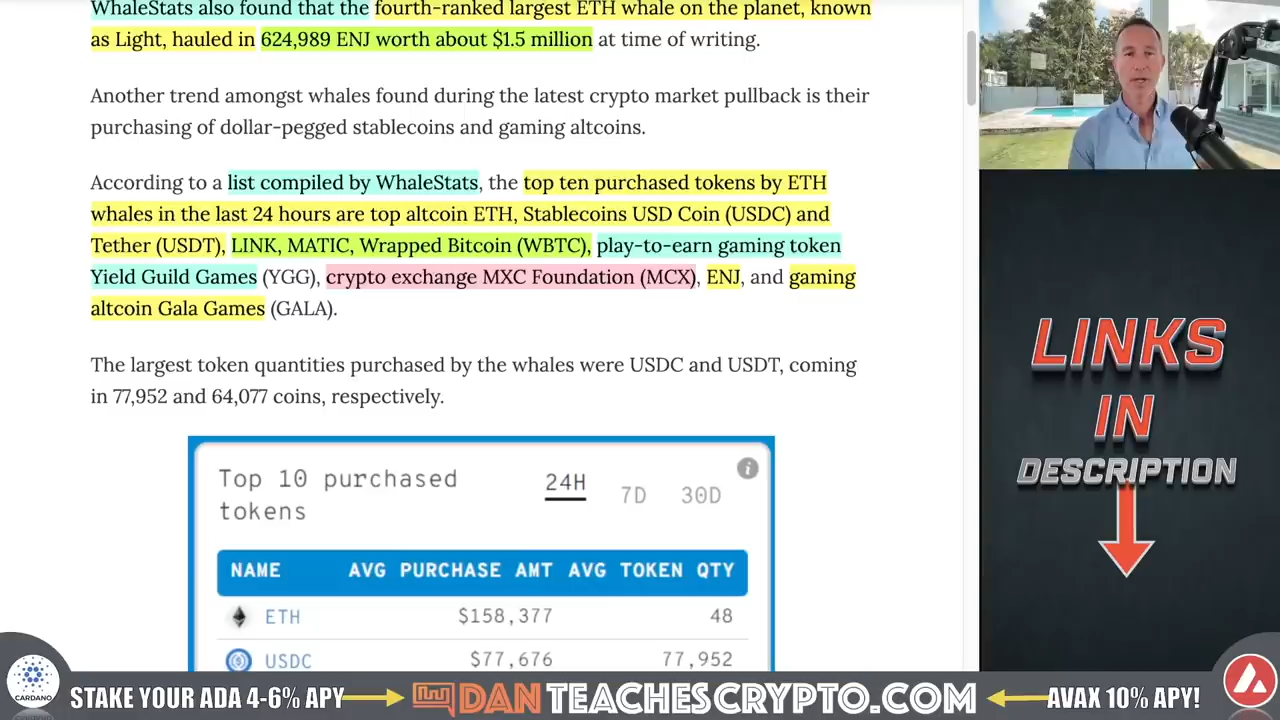 WhaleStats also found that the fourth-ranked largest ETH whale on the planet, known
as Light, hauled in 624,989 ENJ worth about $1.5 million at time of writing.
Another trend amongst whales found during the latest crypto market pullback is their
purchasing of dollar-pegged stablecoins and gaming altcoins.
According to a list compiled by WhaleStats, the top ten purchased tokens by ETH
whales in the last 24 hours are top altcoin ETH, Stablecoins USD Coin (USDC) and
Tether (USDT), LINK, MATIC, Wrapped Bitcoin (WBTC), play-to-earn gaming token
Yield Guild Games (YGG), crypto exchange MXC Foundation (MCX), ENJ, and gaming
altcoin Gala Games (GALA).
The largest token quantities purchased by the whales were USDC and USDT, coming
in 77,952 and 64,077 coins, respectively.
Top 10 purchased
tokens
24H 7D 30D
i
NAME AVG PURCHASE AMT AVG TOKEN QTY
ETH $158,377 48
USDC $77,676 77,952
LINKS
IN
DESCRIPTION
CARDANO
STAKE YOUR ADA 4-6% APY
DANTEACHESCRYPTO.COM
AVAX 10% APY!